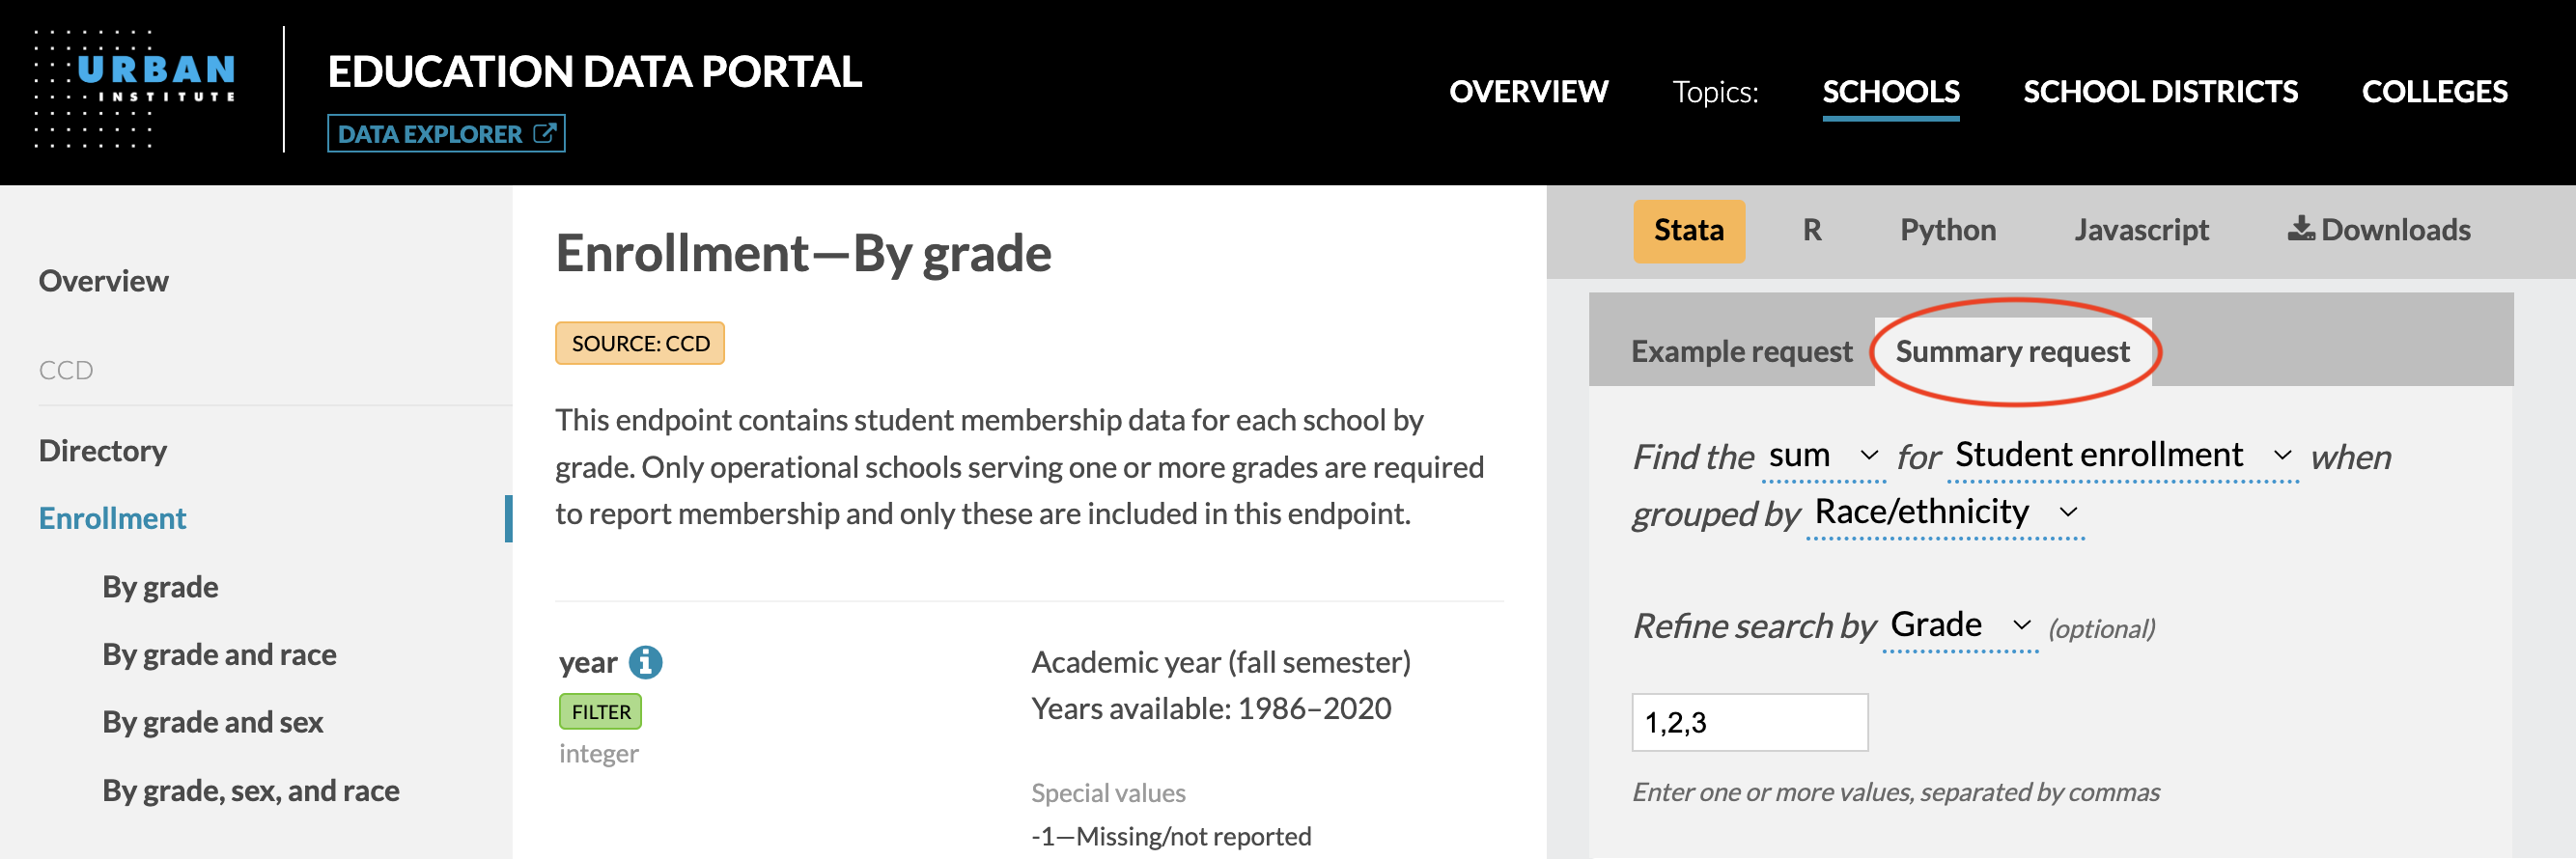 URBAN
INSTITUTE
EDUCATION DATA PORTAL
DATA EXPLORER
OVERVIEW Topics: SCHOOLS SCHOOL DISTRICTS COLLEGES
Overview
CCD
Directory
Enrollment
By grade
By grade and race
By grade and sex
By grade, sex, and race
Enrollment—By grade
SOURCE: CCD
This endpoint contains student membership data for each school by
grade. Only operational schools serving one or more grades are required
to report membership and only these are included in this endpoint.
year i
FILTER
integer
Academic year (fall semester)
Years available: 1986–2020
Special values
-1—Missing/not reported
Stata R Python Javascript Downloads
Example request Summary request
Find the sum for Student enrollment when
grouped by Race/ethnicity
Refine search by Grade (optional)
1,2,3
Enter one or more values, separated by commas